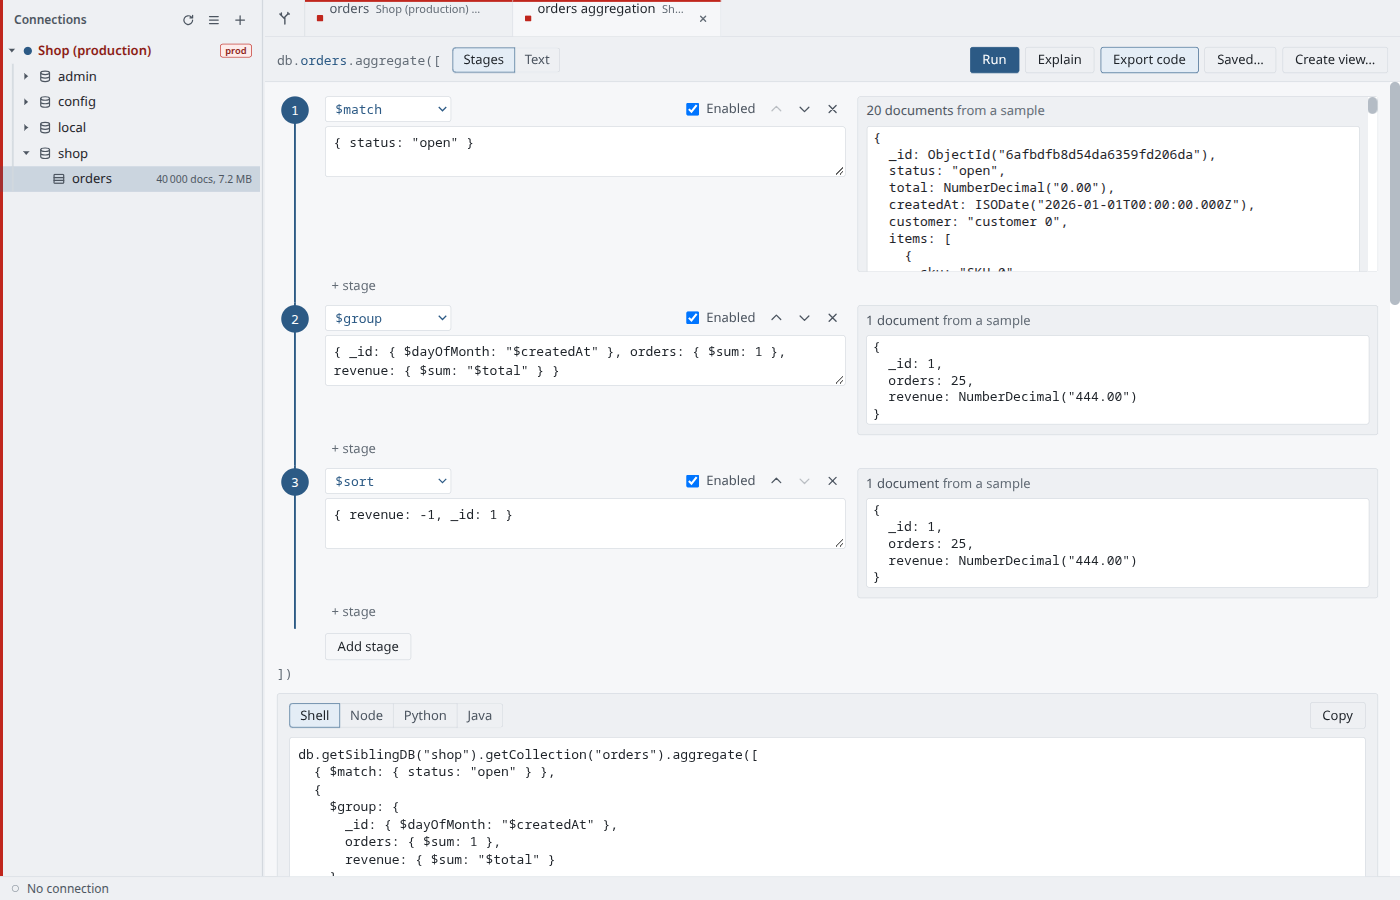 Connections
Shop (production)
prod
admin
config
local
shop
orders
40 000 docs, 7.2 MB
orders Shop (production) ...
orders aggregation Sh...
db.orders.aggregate([
Stages
Text
Run
Explain
Export code
Saved...
Create view...
1
$match
Enabled
{ status: "open" }
20 documents from a sample
{
_id: ObjectId("6afbdfb8d54da6359fd206da"),
status: "open",
total: NumberDecimal("0.00"),
createdAt: ISODate("2026-01-01T00:00:00.000Z"),
customer: "customer 0",
items: [
{
sku: "SKU-0"
+ stage
2
$group
Enabled
{ _id: { $dayOfMonth: "$createdAt" }, orders: { $sum: 1 },
revenue: { $sum: "$total" } }
1 document from a sample
{
_id: 1,
orders: 25,
revenue: NumberDecimal("444.00")
}
+ stage
3
$sort
Enabled
{ revenue: -1, _id: 1 }
1 document from a sample
{
_id: 1,
orders: 25,
revenue: NumberDecimal("444.00")
}
+ stage
Add stage
])
Shell
Node
Python
Java
Copy
db.getSiblingDB("shop").getCollection("orders").aggregate([
{ $match: { status: "open" } },
{
$group: {
_id: { $dayOfMonth: "$createdAt" },
orders: { $sum: 1 },
revenue: { $sum: "$total" }
}
No connection